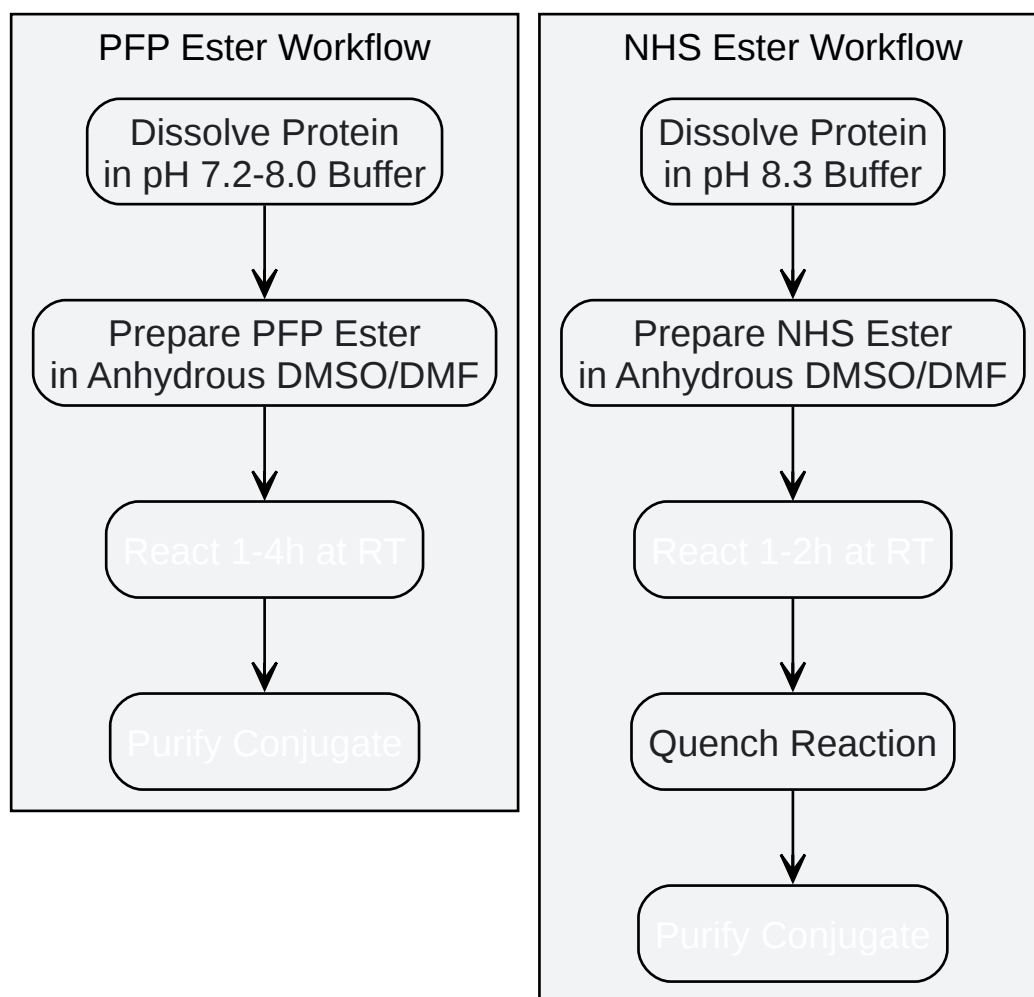 PFP Ester Workflow
Dissolve Protein
in pH 7.2-8.0 Buffer
Prepare PFP Ester
in Anhydrous DMSO/DMF
React 1-4h at RT
Purify Conjugate
NHS Ester Workflow
Dissolve Protein
in pH 8.3 Buffer
Prepare NHS Ester
in Anhydrous DMSO/DMF
React 1-2h at RT
Quench Reaction
Purify Conjugate